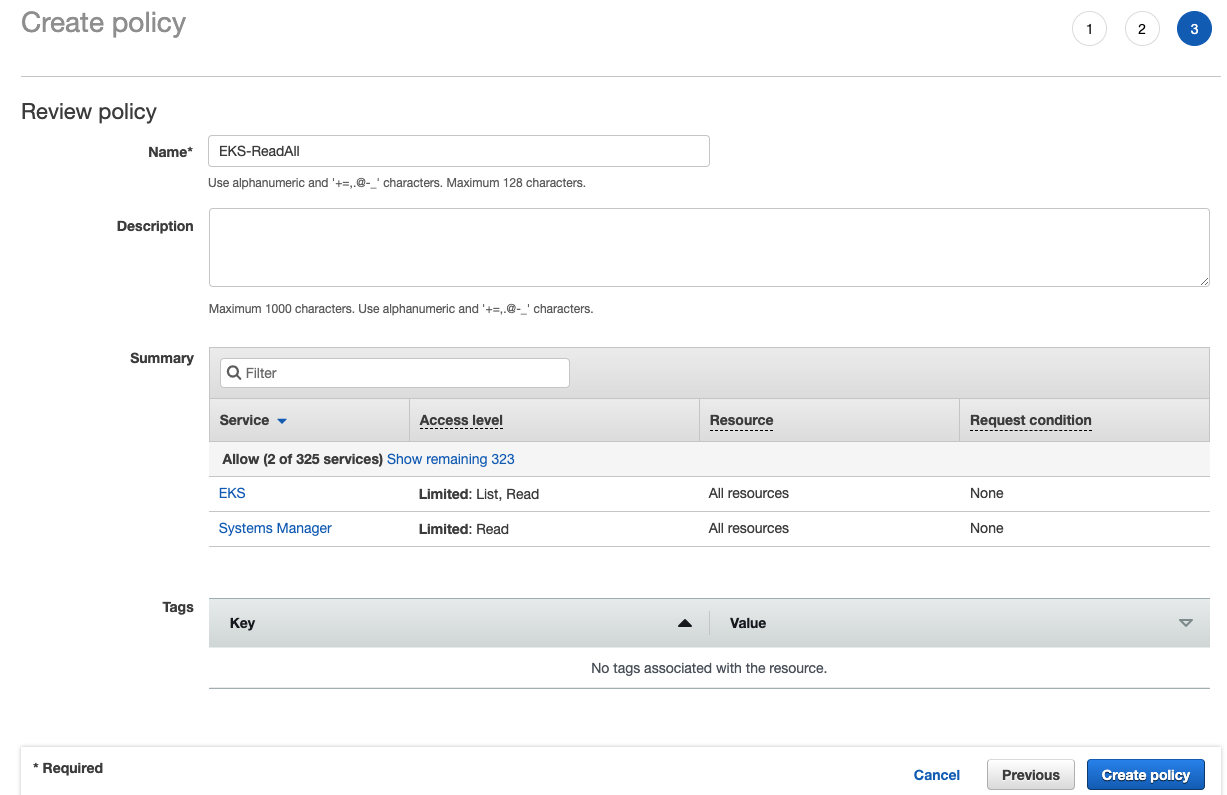 Create policy
1 2 3
Review policy
Name* EKS-ReadAll
Use alphanumeric and '+=,.@-_' characters. Maximum 128 characters.
Description
Maximum 1000 characters. Use alphanumeric and '+=,.@-_' characters.
Summary Filter
Service Access level Resource Request condition
Allow (2 of 325 services) Show remaining 323
EKS Limited: List, Read All resources None
Systems Manager Limited: Read All resources None
Tags
Key Value
No tags associated with the resource.
* Required
Cancel Previous Create policy